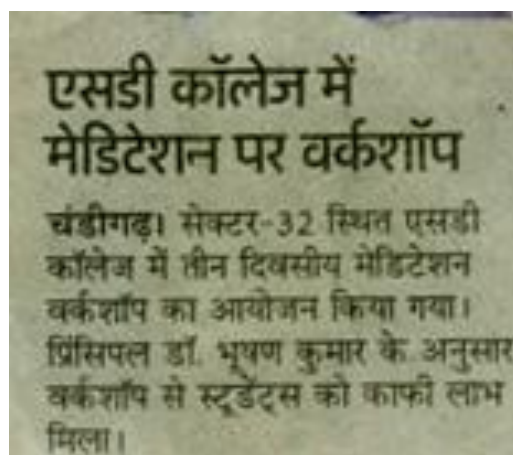 एसडी कॉलेज में
मेडिटेशन पर वर्कशॉप
चंडीगढ़। सेक्टर-32 स्थित एसडी
कॉलेज में तीन दिवसीय मेडिटेशन
वर्कशॉप का आयोजन किया गया।
प्रिंसिपल डॉ. भूषण कुमार के अनुसार
वर्कशॉप से स्टूडेंट्स को काफी लाभ
मिला।